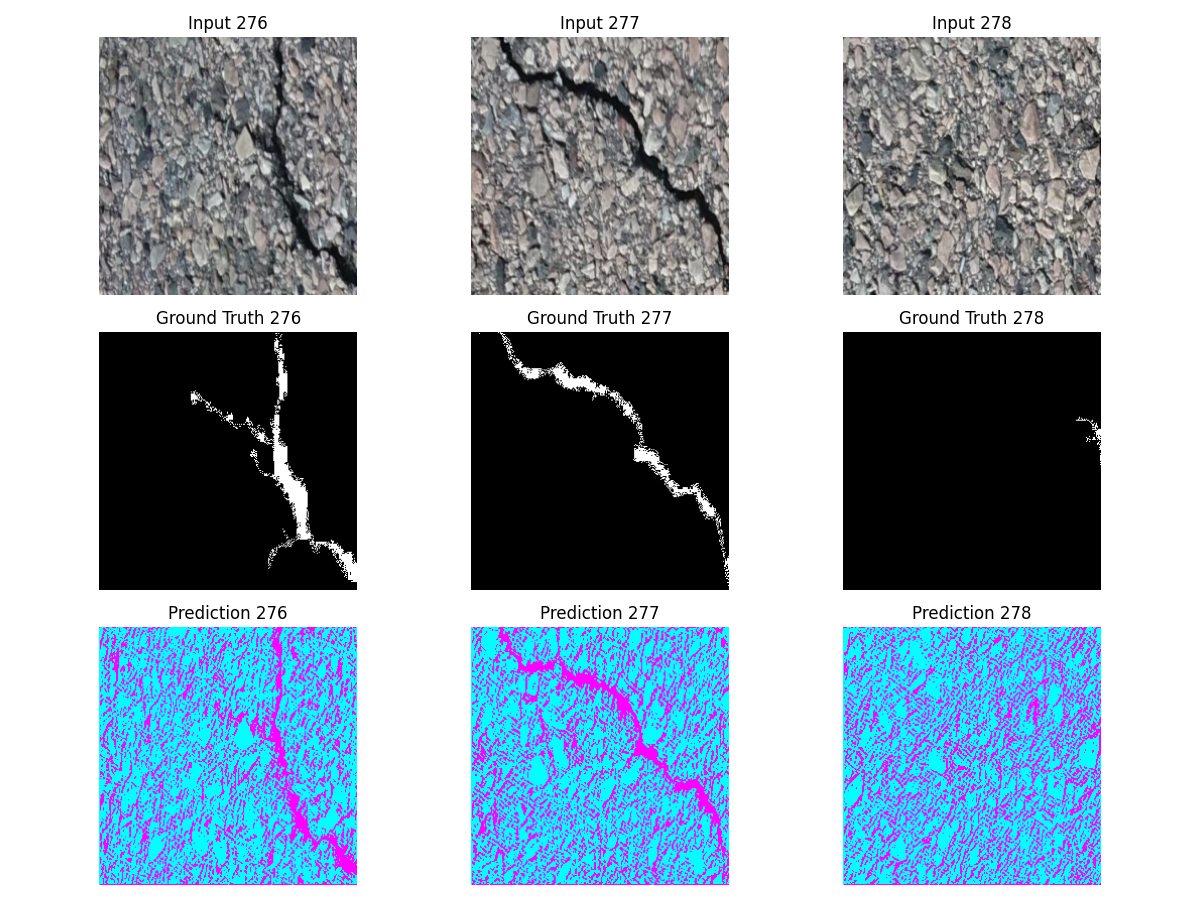 Input 276
Input 277
Input 278
Ground Truth 276
Ground Truth 277
Ground Truth 278
Prediction 276
Prediction 277
Prediction 278